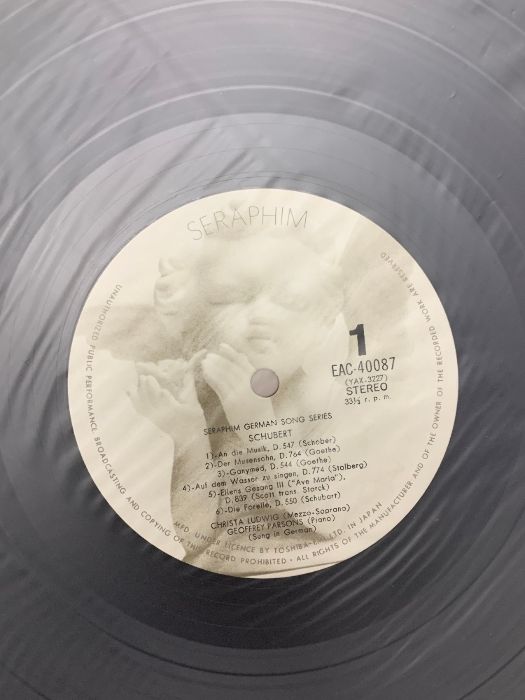 SERAPHIM
1
EAC-40087
(YAX-3227)
STEREO
33⅓ r. p. m.
SERAPHIM GERMAN SONG SERIES
SCHUBERT
1)-An die Musik, D. 547 (Schober)
2)-Der Musensohn, D. 764 (Goethe)
3)-Ganymed, D. 544 (Goethe)
4)-Auf dem Wasser zu singen, D. 774 (Stolberg)
5)-Ellens Gesang III ("Ave Maria"),
D. 839 (Scott trans. Storck)
6)-Die Forelle, D. 550 (Schubart)
CHRISTA LUDWIG (Mezzo-Soprano)
GEOFFREY PARSONS (Piano)
(Sung in German)
MFD. UNDER LICENCE BY TOSHIBA-EMI LTD. IN JAPAN
UNAUTHORIZED PUBLIC PERFORMANCE BROADCASTING AND COPYING OF THIS RECORD PROHIBITED • ALL RIGHTS OF THE MANUFACTURER AND OF THE OWNER OF THE RECORDED WORK ARE RESERVED